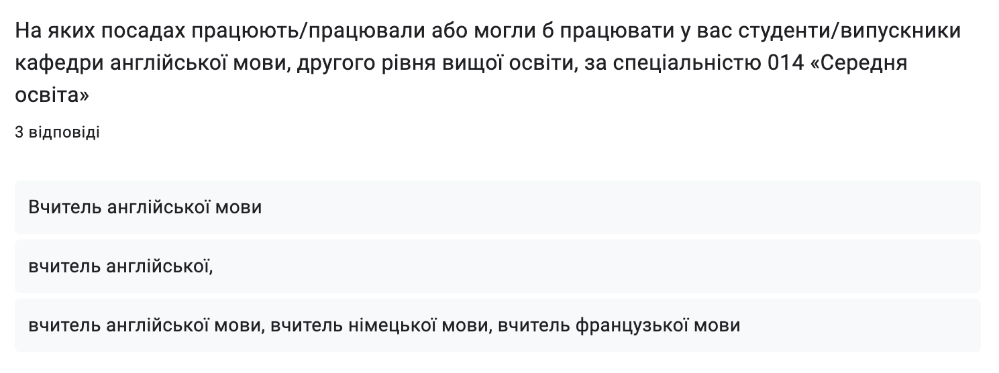 На яких посадах працюють/працювали або могли б працювати у вас студенти/випускники
кафедри англійської мови, другого рівня вищої освіти, за спеціальністю 014 «Середня
освіта»
3 відповіді
Вчитель англійської мови
вчитель англійської,
вчитель англійської мови, вчитель німецької мови, вчитель французької мови